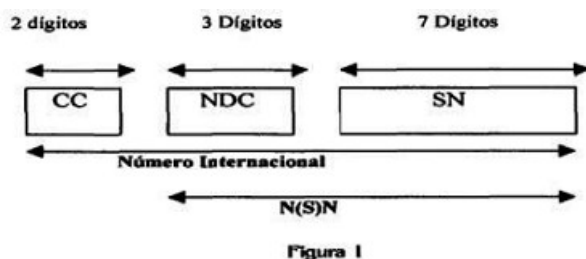 2 dígitos 3 Dígitos 7 Dígitos
CC NDC SN
Número Internacional
N(S)N
Figura 1